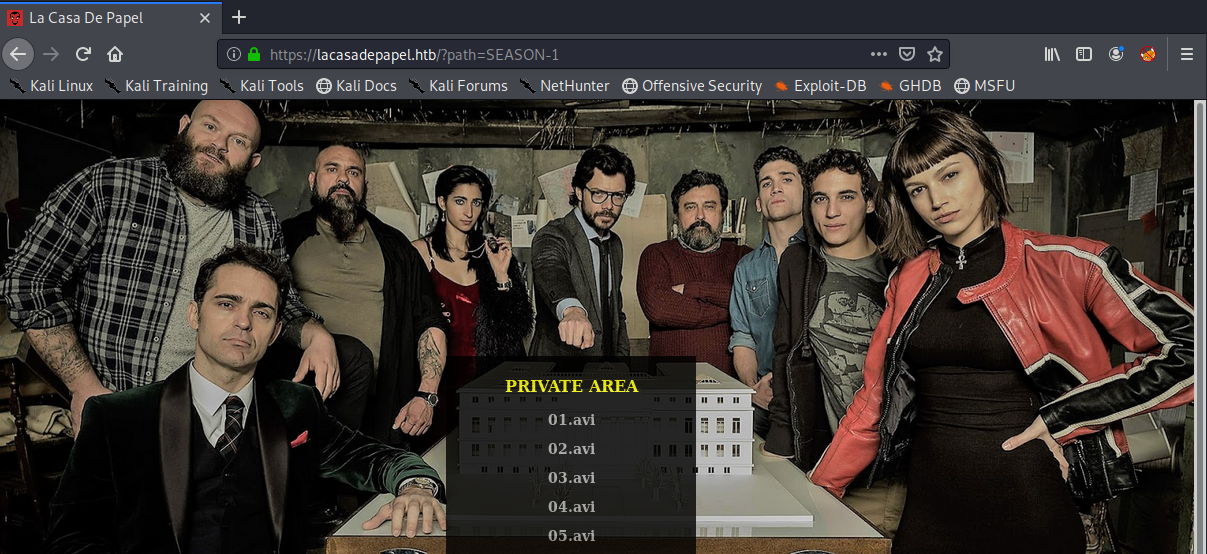 La Casa De Papel
https://lacasadepapel.htb/?path=SEASON-1
Kali Linux Kali Training Kali Tools Kali Docs Kali Forums NetHunter Offensive Security Exploit-DB GHDB MSFU
PRIVATE AREA
01.avi
02.avi
03.avi
04.avi
05.avi